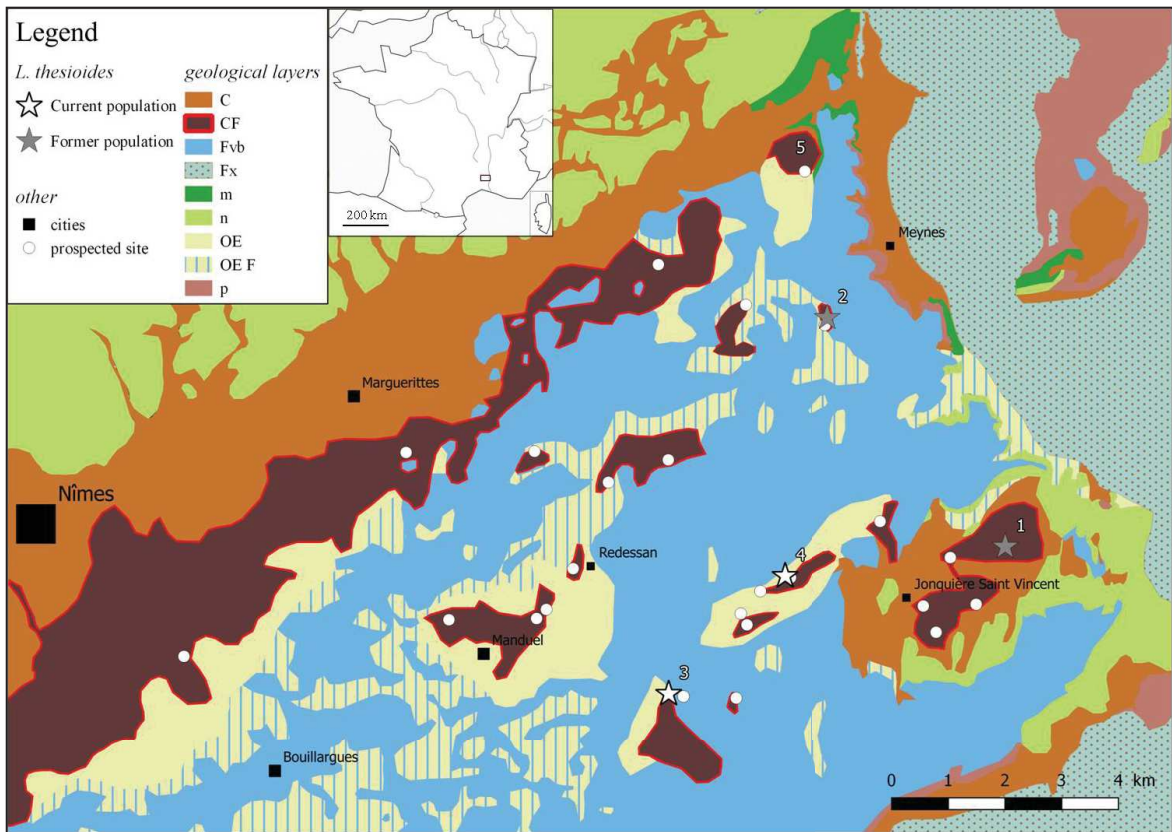 Legend
L. thesioides
Current population
Former population
other
cities
prospected site
geological layers
C
CF
Fvb
Fx
m
n
OE
OE F
p
200 km
5
Meynes
2
Marguerittes
Nîmes
1
Redessan
4
Jonquière Saint Vincent
Manduel
3
Bouillargues
0 1 2 3 4 km